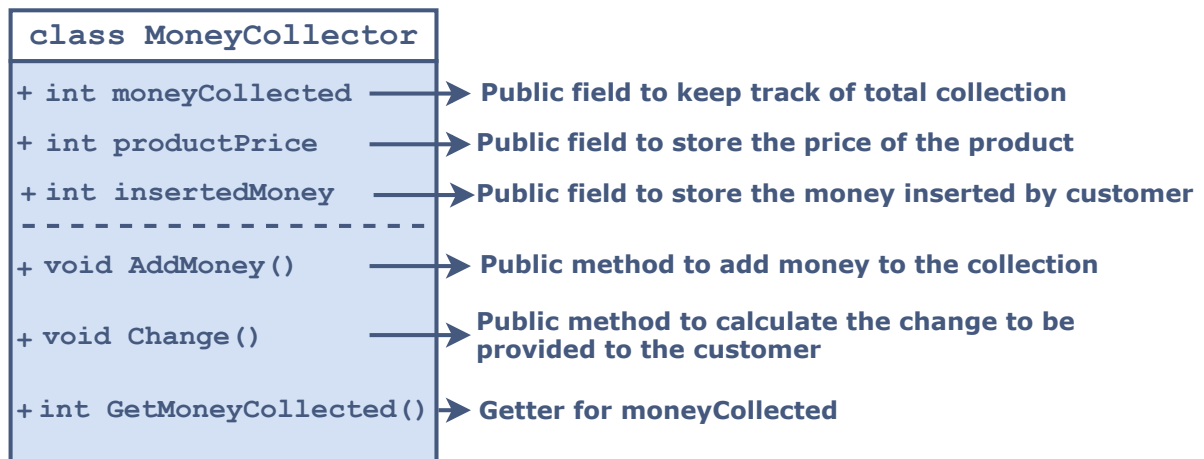 class MoneyCollector
+ int moneyCollected
Public field to keep track of total collection
+ int productPrice
Public field to store the price of the product
+ int insertedMoney
Public field to store the money inserted by customer
+ void AddMoney()
Public method to add money to the collection
+ void Change()
Public method to calculate the change to be
provided to the customer
+ int GetMoneyCollected()
Getter for moneyCollected